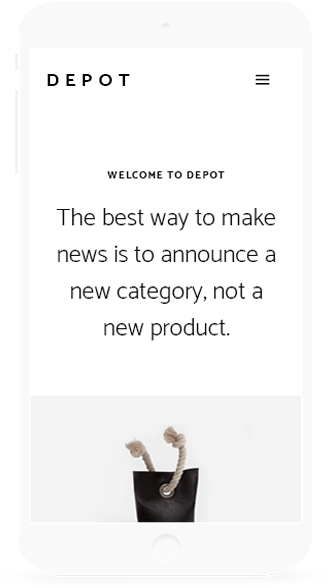 DEPOT
WELCOME TO DEPOT
The best way to make
news is to announce a
new category, not a
new product.